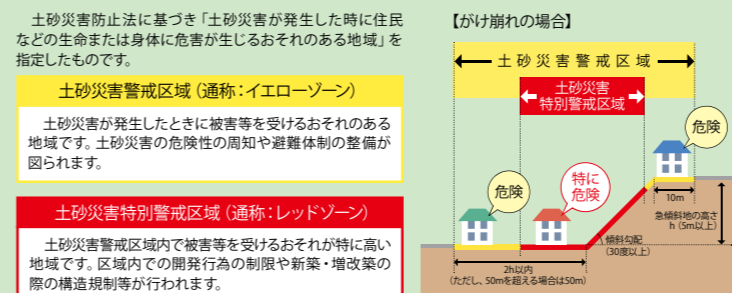 土砂災害防止法に基づき「土砂災害が発生した時に住民
などの生命または身体に危害が生じるおそれのある地域」を
指定したものです。
土砂災害警戒区域（通称：イエローゾーン）
土砂災害が発生したときに被害等を受けるおそれのある
地域です。土砂災害の危険性の周知や避難体制の整備が
図られます。
土砂災害特別警戒区域（通称：レッドゾーン）
土砂災害警戒区域内で被害等を受けるおそれが特に高い
地域です。区域内での開発行為の制限や新築・増改築の
際の構造規制等が行われます。
【がけ崩れの場合】
土砂災害警戒区域
土砂災害
特別警戒区域
危険
特に
危険
危険
10m
急傾斜地の高さ
h（5m以上）
傾斜勾配
（30度以上）
2h以内
（ただし、50mを超える場合は50m）